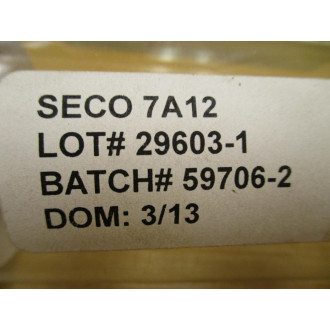 SECO 7A12
LOT# 29603-1
BATCH# 59706-2
DOM: 3/13